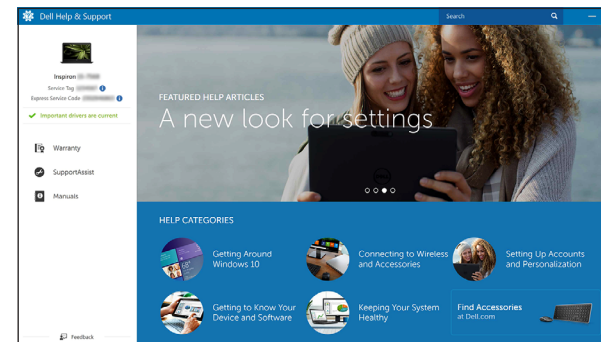 Dell Help & Support
Search
Inspiron
Service Tag
Express Service Code
Important drivers are current
Warranty
SupportAssist
Manuals
Feedback
FEATURED HELP ARTICLES
A new look for settings
HELP CATEGORIES
Getting Around
Windows 10
Connecting to Wireless
and Accessories
Setting Up Accounts
and Personalization
Getting to Know Your
Device and Software
Keeping Your System
Healthy
Find Accessories
at Dell.com